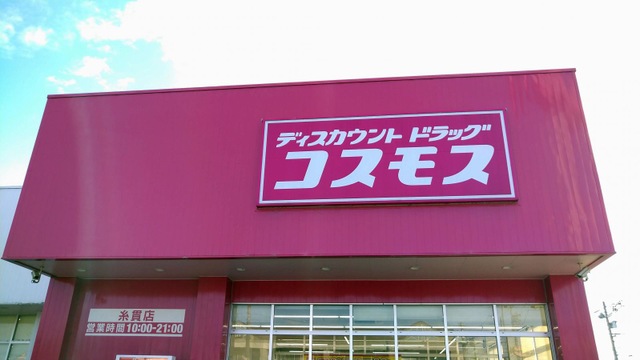 ディスカウント ドラッグ
コスモス
糸貫店
営業時間10:00-21:00